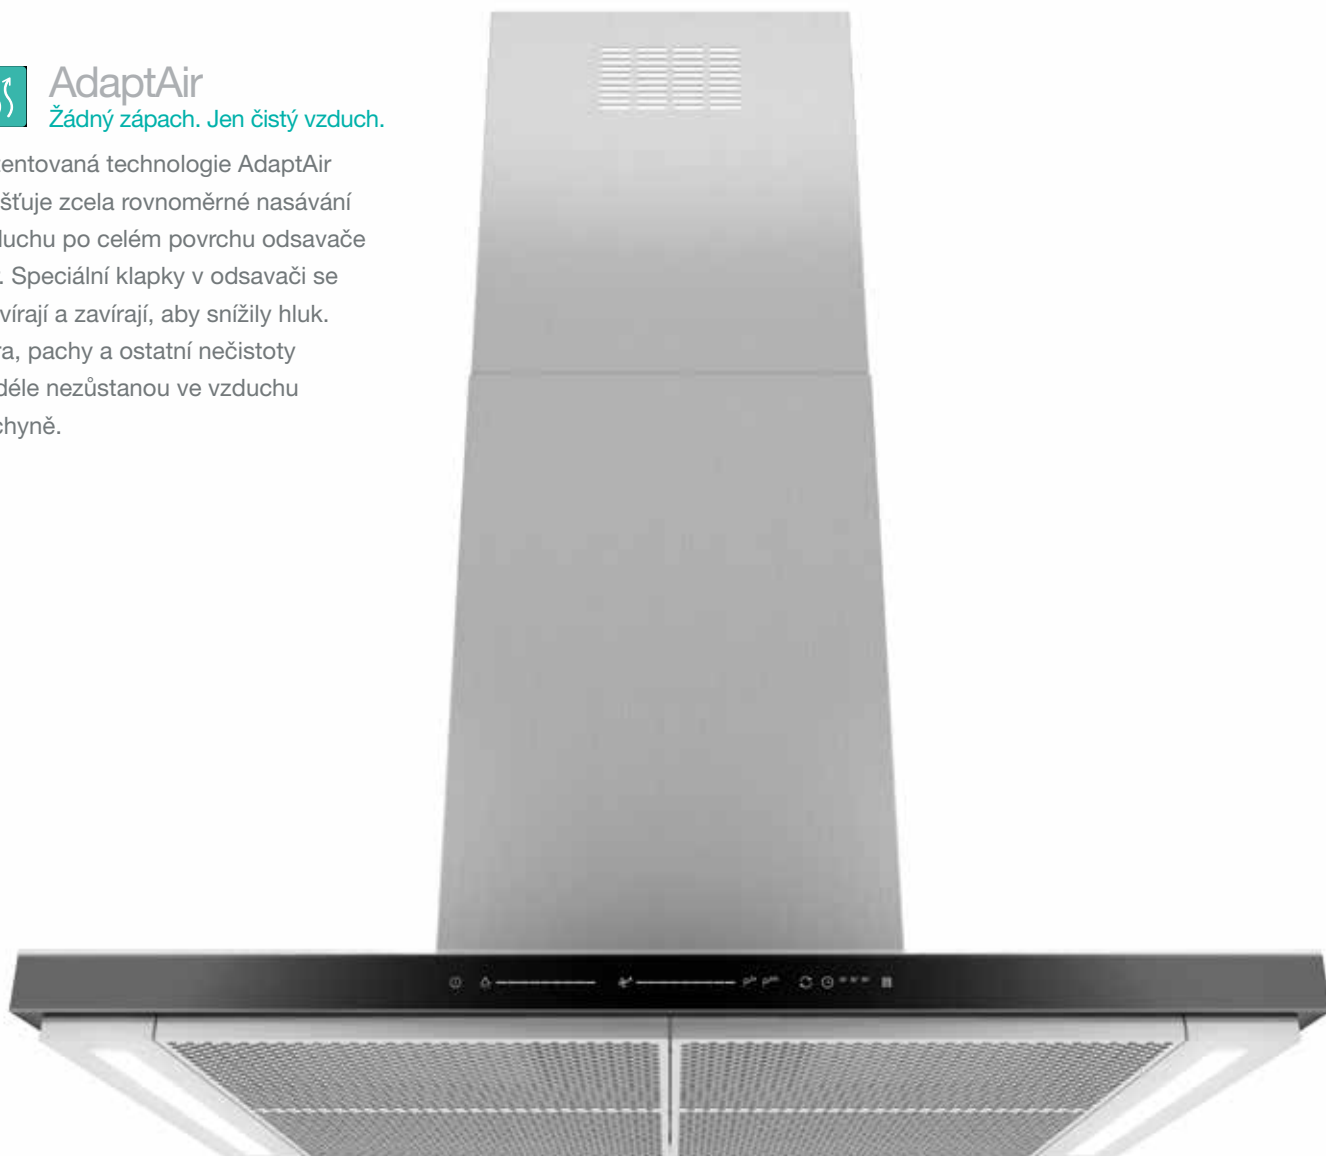 AdaptAir
Žádný zápach. Jen čistý vzduch.
entovaná technologie AdaptAir
šťuje zcela rovnoměrné nasávání
duchu po celém povrchu odsavače
. Speciální klapky v odsavači se
vírají a zavírají, aby snížily hluk.
ra, pachy a ostatní nečistoty
déle nezůstanou ve vzduchu
chyně.